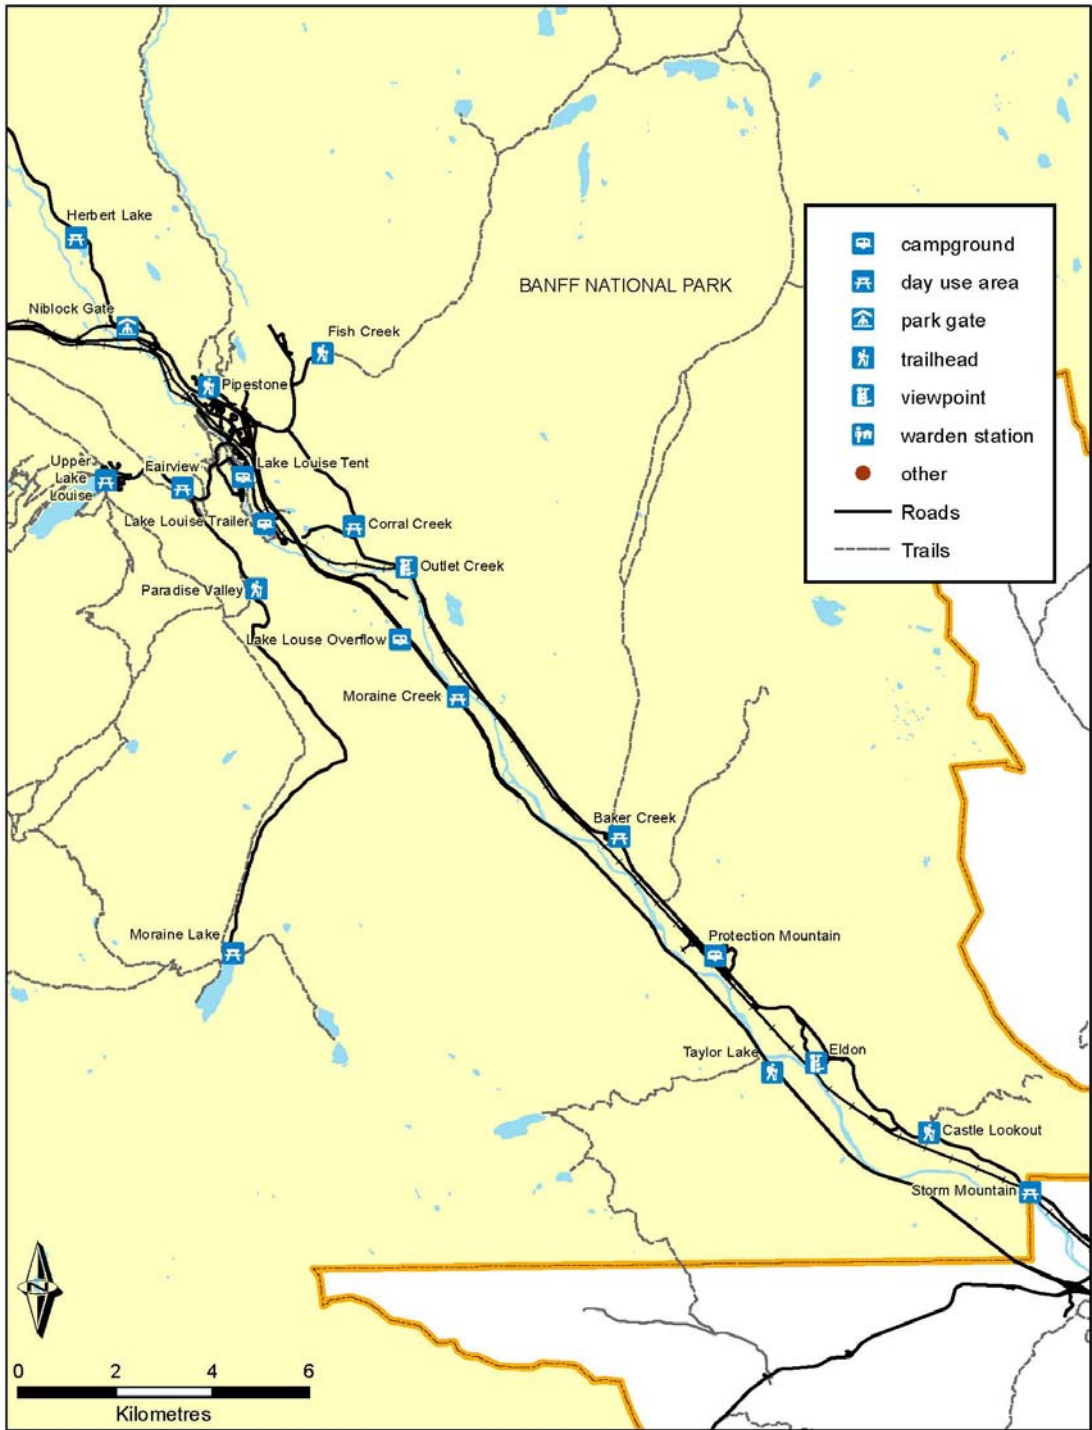 Herbert Lake
Niblock Gate
BANFF NATIONAL PARK
Fish Creek
Pipestone
Upper
Lake
Louise
Eairview
Lake Louise Tent
Lake Louise Trailer
Corral Creek
Outlet Creek
Paradise Valley
Lake Louse Overflow
Moraine Creek
Baker Creek
Moraine Lake
Protection Mountain
Taylor Lake
Eldon
Castle Lookout
Storm Mountain
campground
day use area
park gate
trailhead
viewpoint
warden station
other
Roads
Trails
N
0 2 4 6
Kilometres